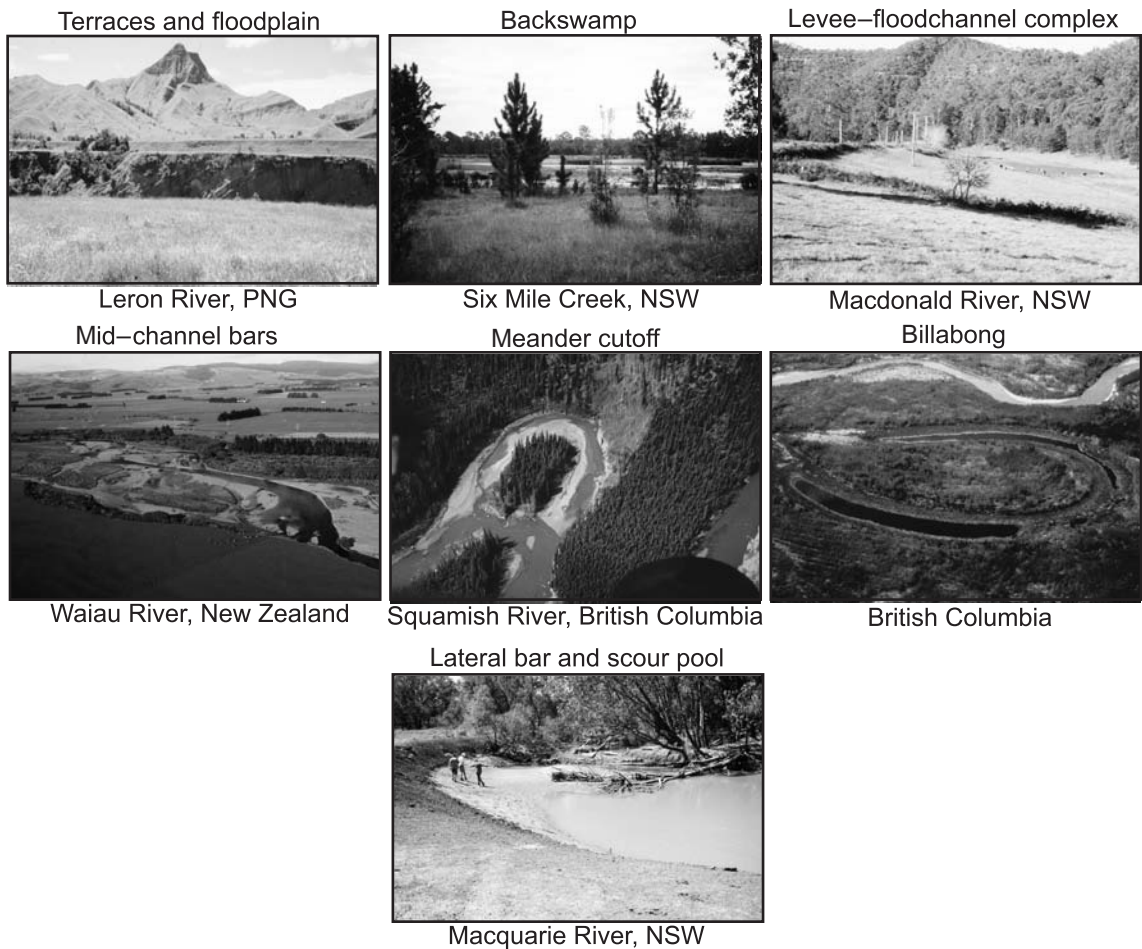 Terraces and floodplain
Backswamp
Levee–floodchannel complex
Leron River, PNG
Six Mile Creek, NSW
Macdonald River, NSW
Mid–channel bars
Meander cutoff
Billabong
Waiau River, New Zealand
Squamish River, British Columbia
British Columbia
Lateral bar and scour pool
Macquarie River, NSW